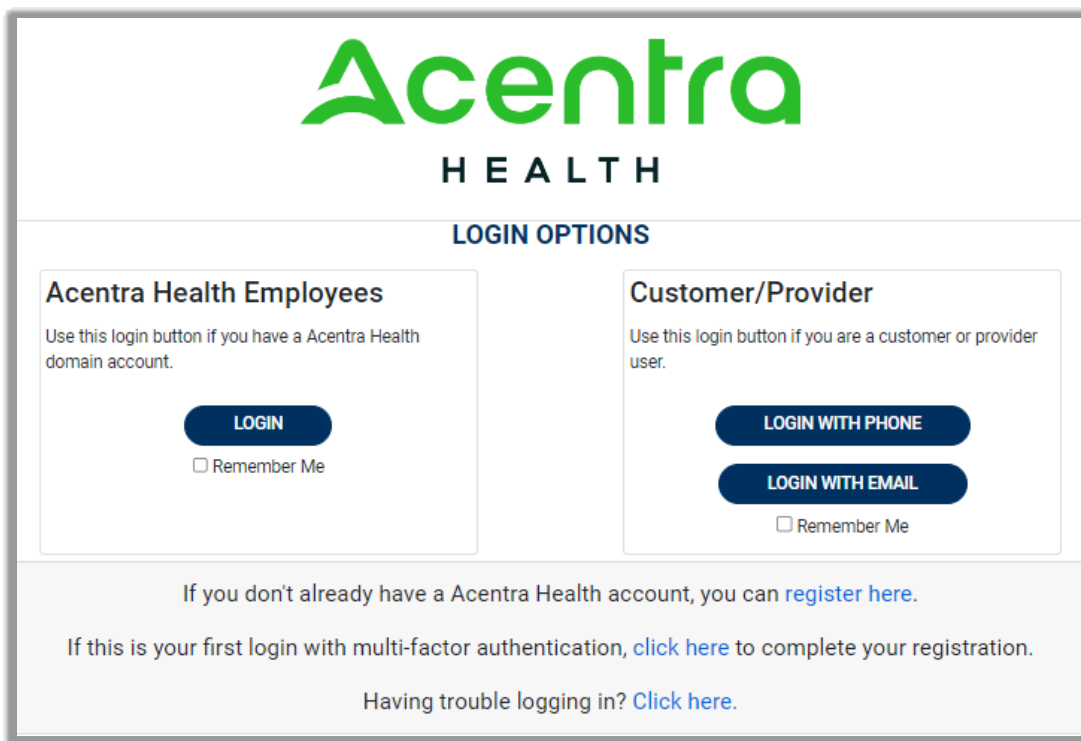 Acentra
HEALTH
LOGIN OPTIONS
Acentra Health Employees
Use this login button if you have a Acentra Health
domain account.
LOGIN
Remember Me
Customer/Provider
Use this login button if you are a customer or provider
user.
LOGIN WITH PHONE
LOGIN WITH EMAIL
Remember Me
If you don't already have a Acentra Health account, you can register here.
If this is your first login with multi-factor authentication, click here to complete your registration.
Having trouble logging in? Click here.